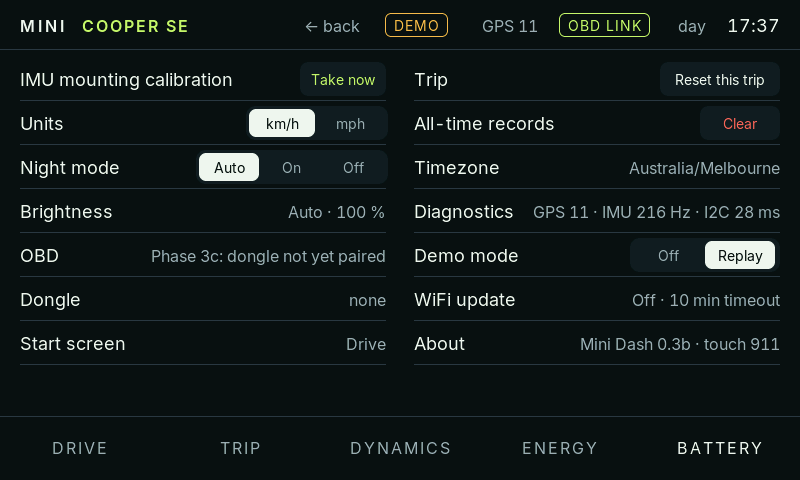 MINI COOPER SE ← back DEMO GPS 11 OBD LINK day 17:37
IMU mounting calibration Take now
Units km/h mph
Night mode Auto On Off
Brightness Auto · 100 %
OBD Phase 3c: dongle not yet paired
Dongle none
Start screen Drive
Trip Reset this trip
All-time records Clear
Timezone Australia/Melbourne
Diagnostics GPS 11 · IMU 216 Hz · I2C 28 ms
Demo mode Off Replay
WiFi update Off · 10 min timeout
About Mini Dash 0.3b · touch 911
DRIVE TRIP DYNAMICS ENERGY BATTERY